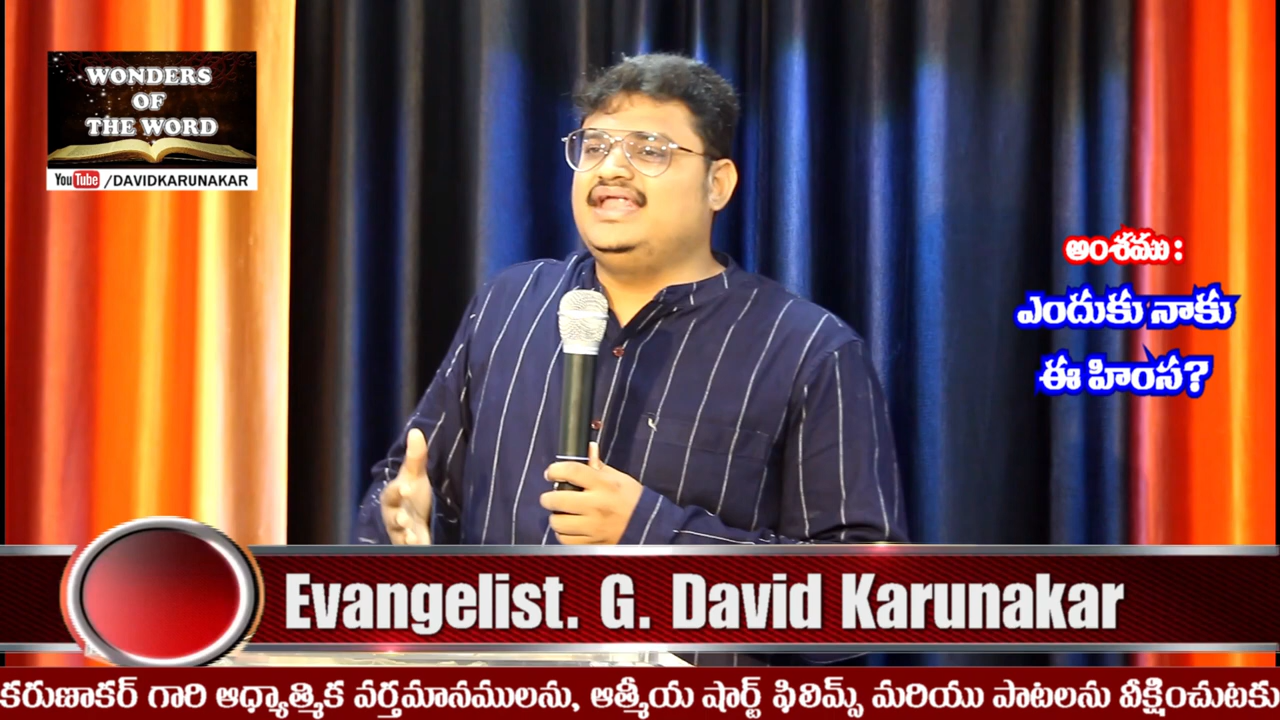 WONDERS
OF
THE WORD
YouTube /DAVIDKARUNAKAR
అంశము :
ఎందుకు నాకు
ఈ హింస?
Evangelist. G. David Karunakar
కరుణాకర్ గారి ఆధ్యాత్మిక వర్తమానములను, ఆత్మీయ షార్ట్ ఫిలిమ్స్ మరియు పాటలను వీక్షించుటకు